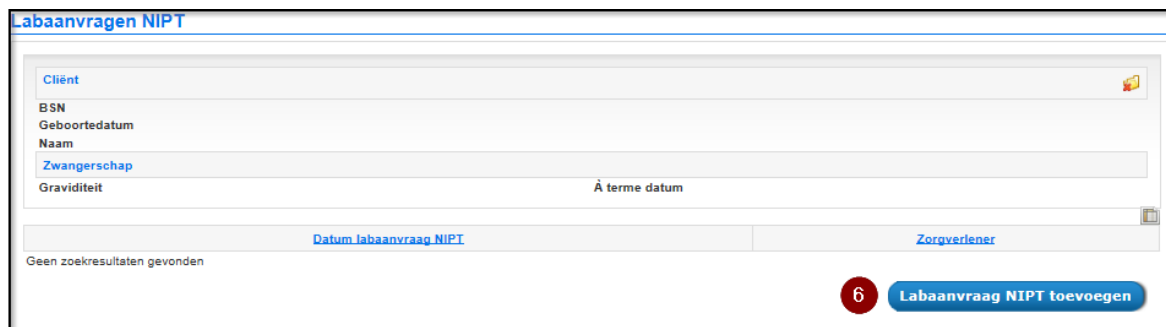 Labaanvragen NIPT
Cliënt
BSN
Geboortedatum
Naam
Zwangerschap
Graviditeit À terme datum
Datum labaanvraag NIPT Zorgverlener
Geen zoekresultaten gevonden
6 Labaanvraag NIPT toevoegen